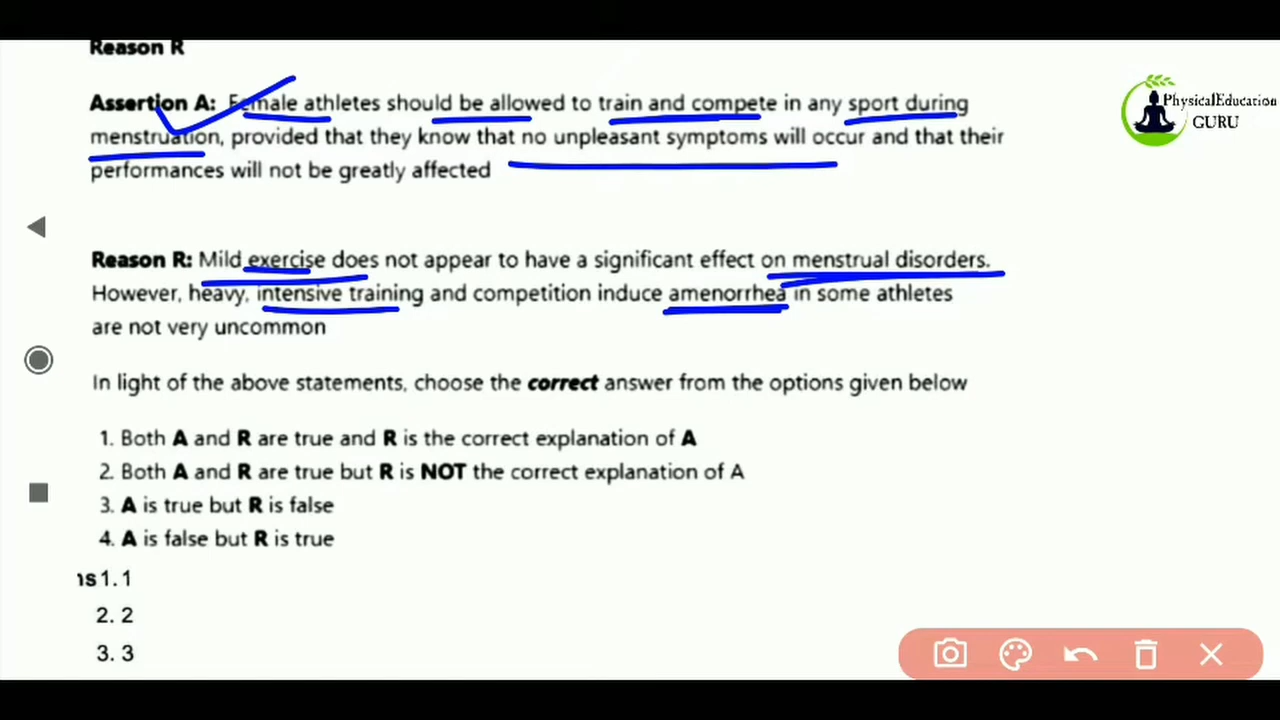 Reason R
Assertion A: Female athletes should be allowed to train and compete in any sport during
menstruation, provided that they know that no unpleasant symptoms will occur and that their
performances will not be greatly affected
PhysicalEducation
GURU
Reason R: Mild exercise does not appear to have a significant effect on menstrual disorders.
However, heavy, intensive training and competition induce amenorrhea in some athletes
are not very uncommon
In light of the above statements, choose the correct answer from the options given below
1. Both A and R are true and R is the correct explanation of A
2. Both A and R are true but R is NOT the correct explanation of A
3. A is true but R is false
4. A is false but R is true
ns 1. 1
2. 2
3. 3